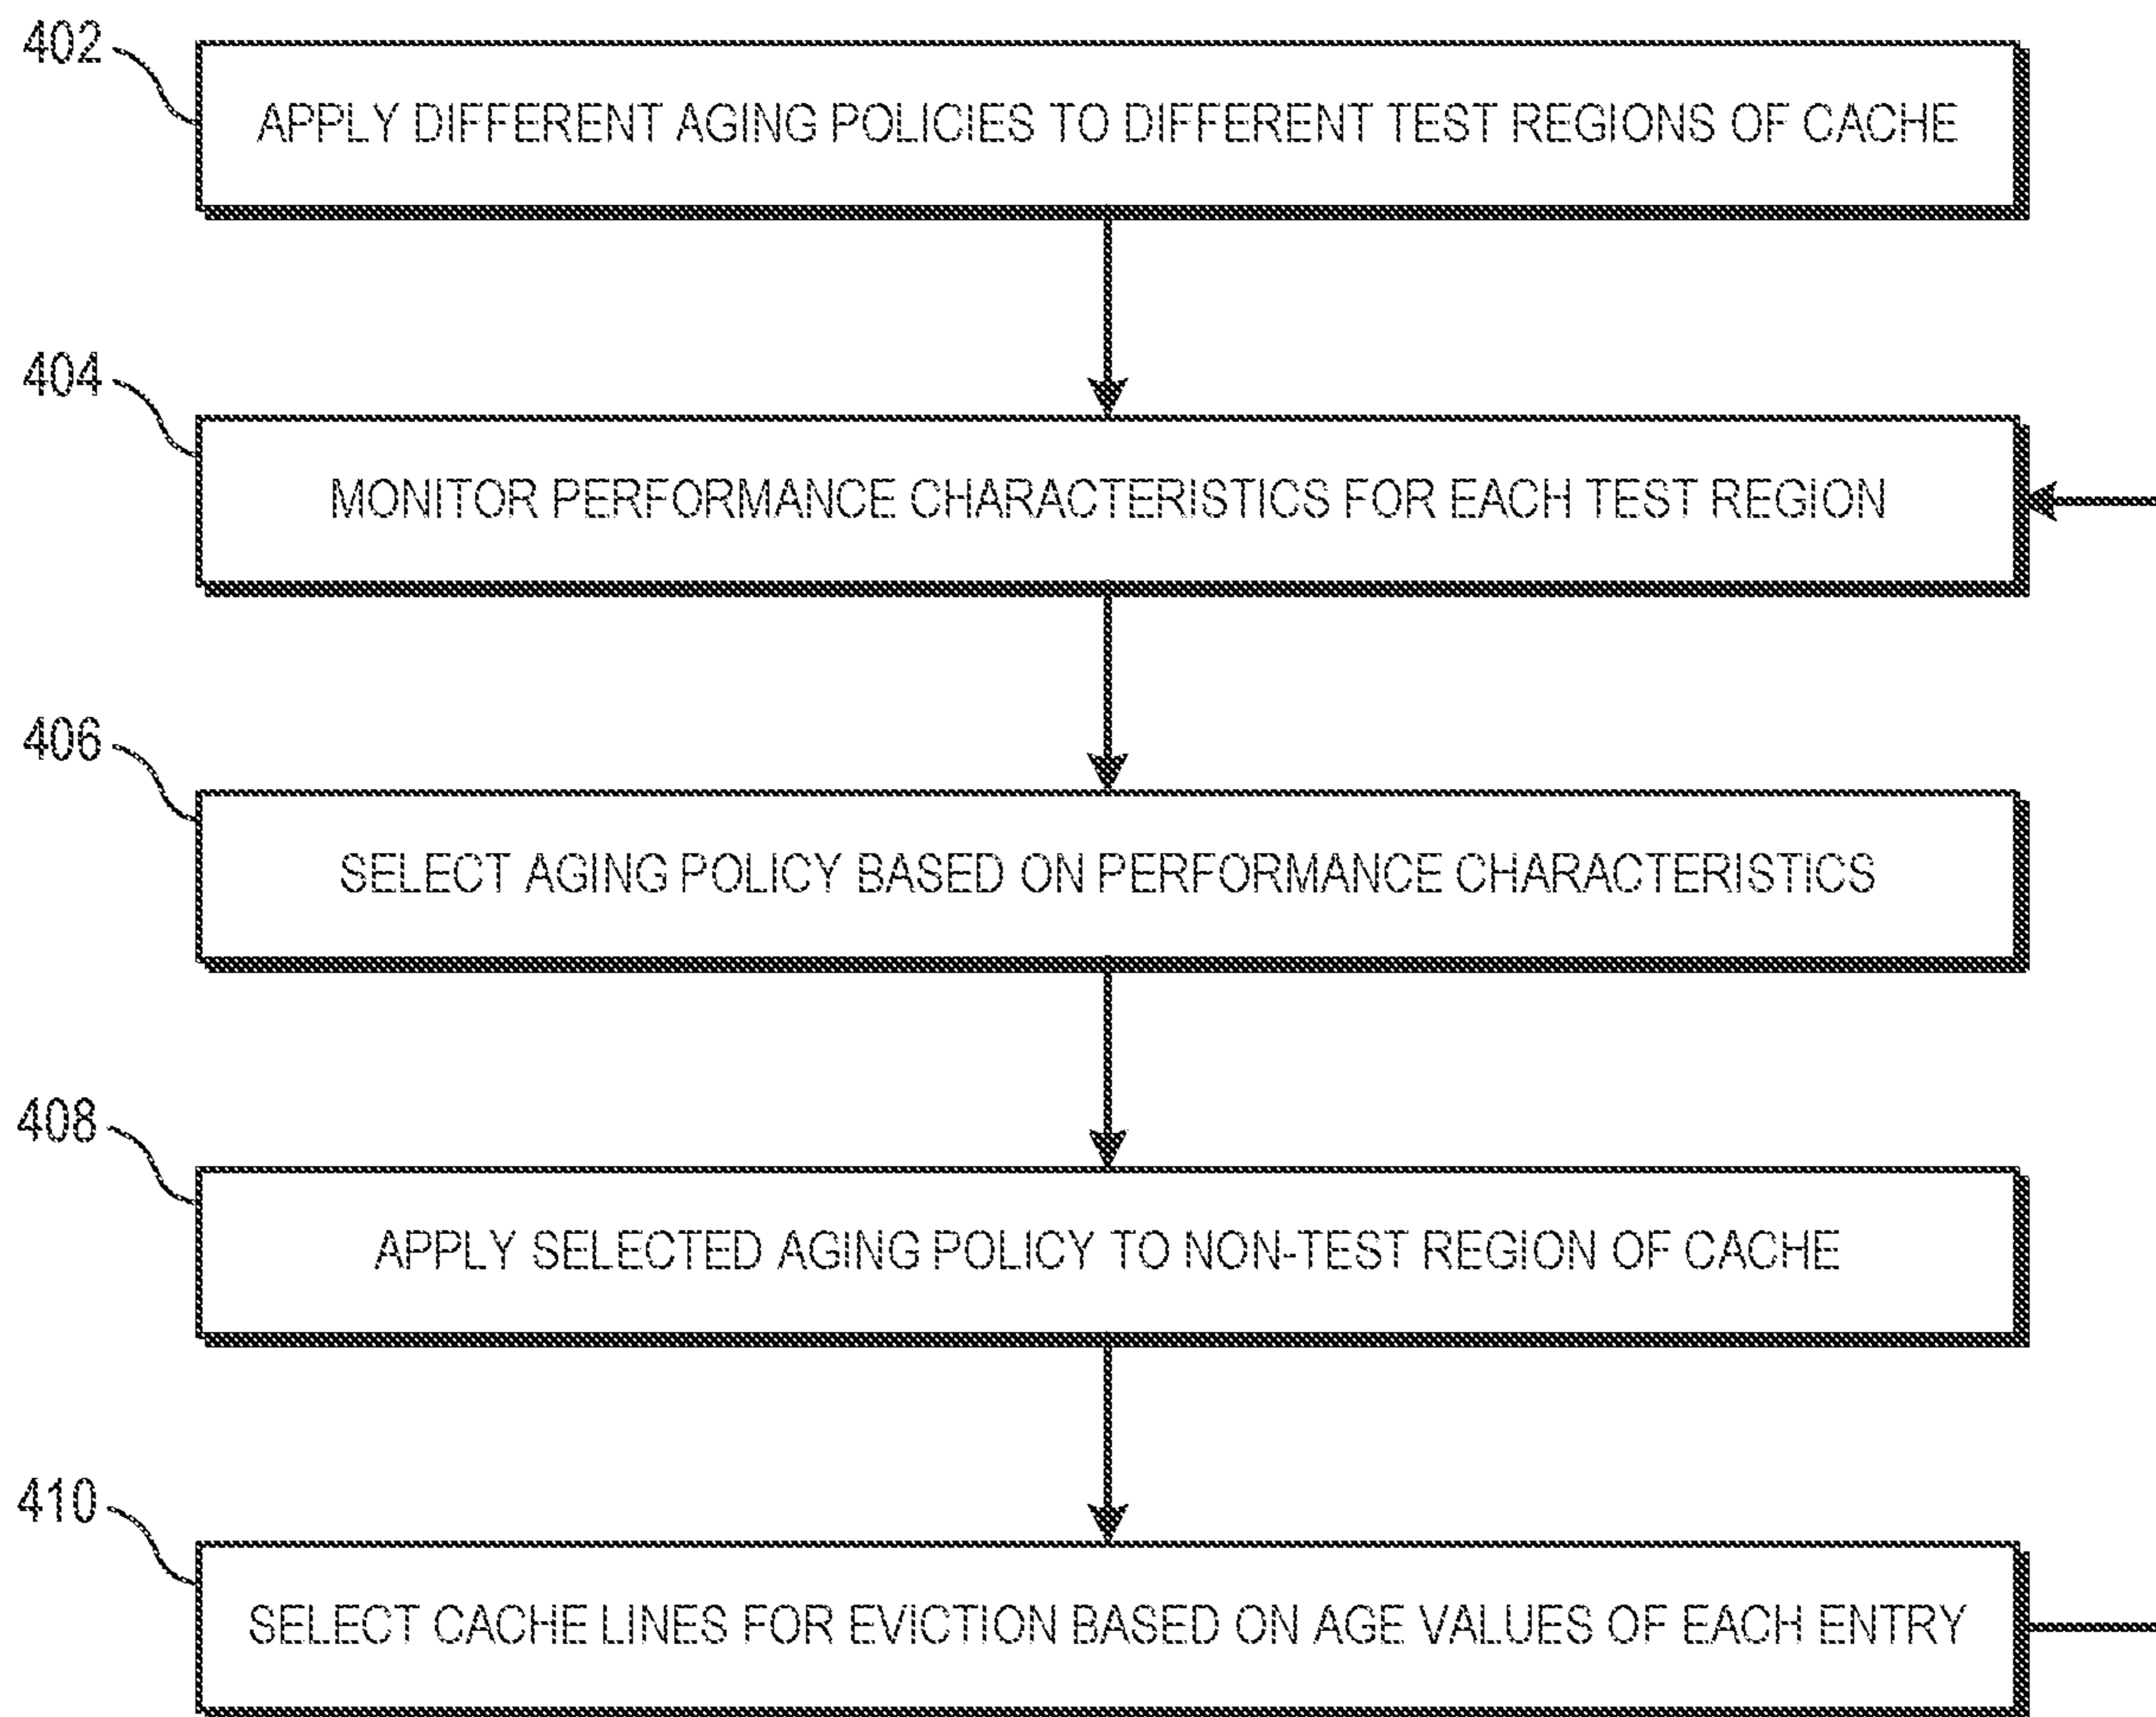 402
APPLY DIFFERENT AGING POLICIES TO DIFFERENT TEST REGIONS OF CACHE
404
MONITOR PERFORMANCE CHARACTERISTICS FOR EACH TEST REGION
406
SELECT AGING POLICY BASED ON PERFORMANCE CHARACTERISTICS
408
APPLY SELECTED AGING POLICY TO NON-TEST REGION OF CACHE
410
SELECT CACHE LINES FOR EVICTION BASED ON AGE VALUES OF EACH ENTRY